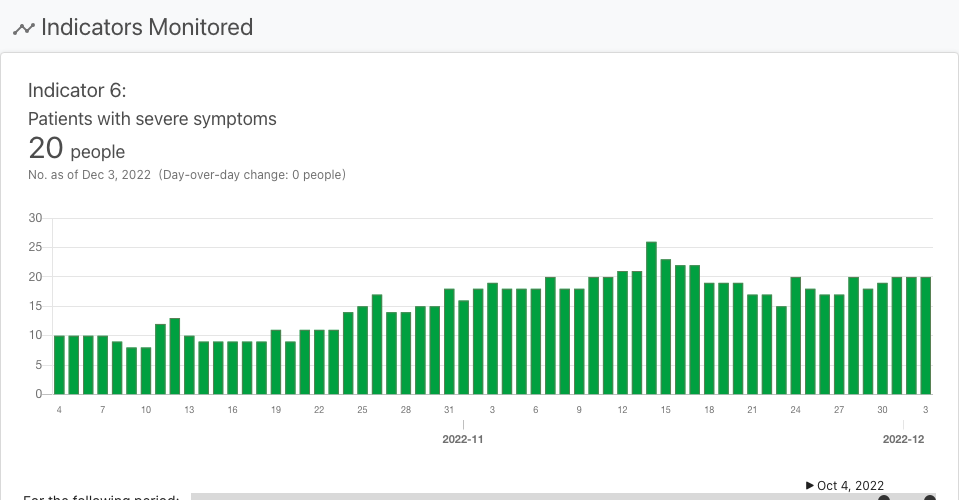 Indicators Monitored
Indicator 6:
Patients with severe symptoms
20 people
No. as of Dec 3, 2022 (Day-over-day change: 0 people)
30
25
20
15
10
5
0
4 7 10 13 16 19 22 25 28 31 3 6 9 12 15 18 21 24 27 30 3
2022-11 2022-12
▶ Oct 4, 2022
For the following period: